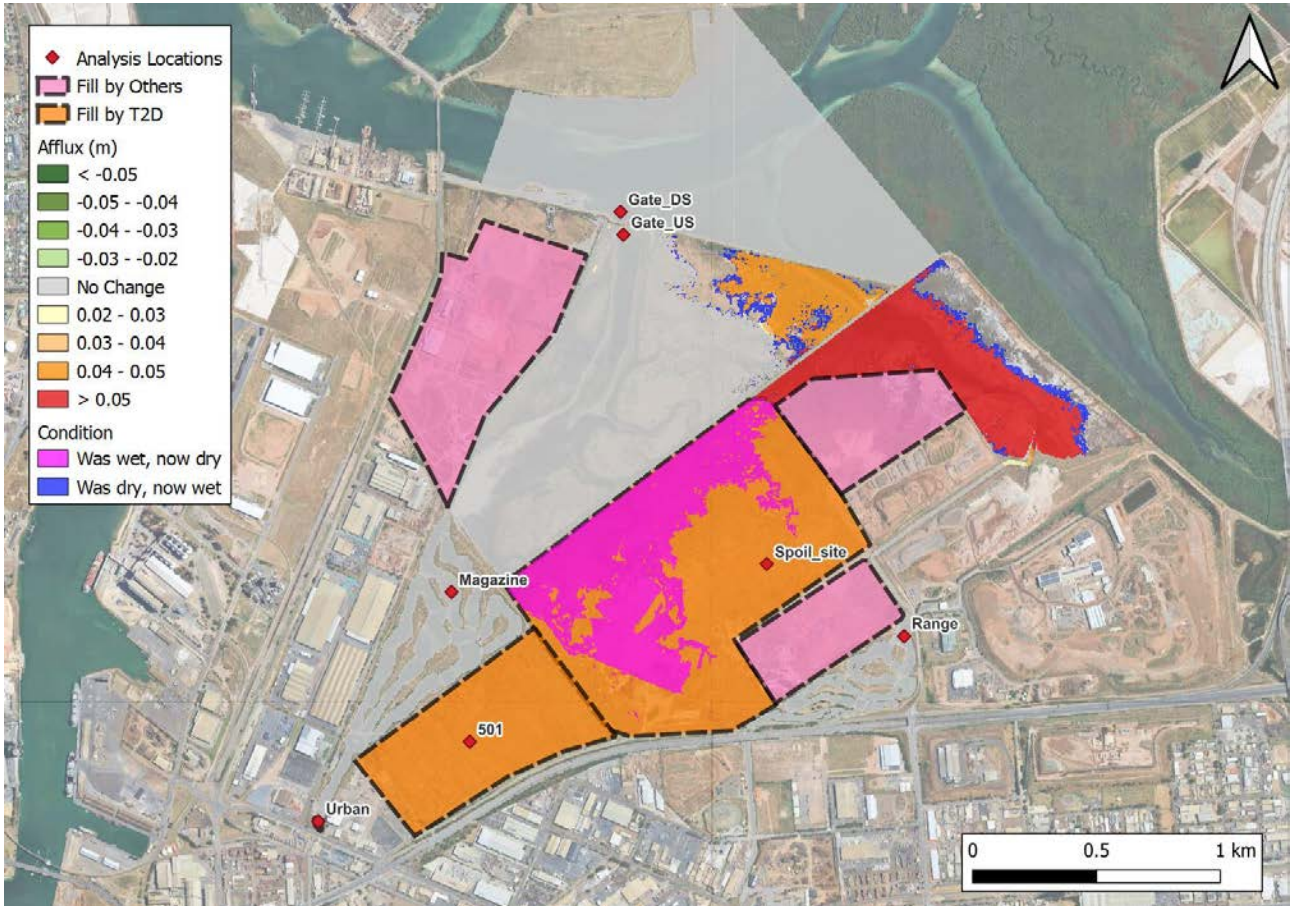 Analysis Locations
Fill by Others
Fill by T2D
Afflux (m)
< -0.05
-0.05 - -0.04
-0.04 - -0.03
-0.03 - -0.02
No Change
0.02 - 0.03
0.03 - 0.04
0.04 - 0.05
> 0.05
Condition
Was wet, now dry
Was dry, now wet
Gate_DS
Gate_US
Spoil_site
Magazine
Range
501
Urban
0 0.5 1 km